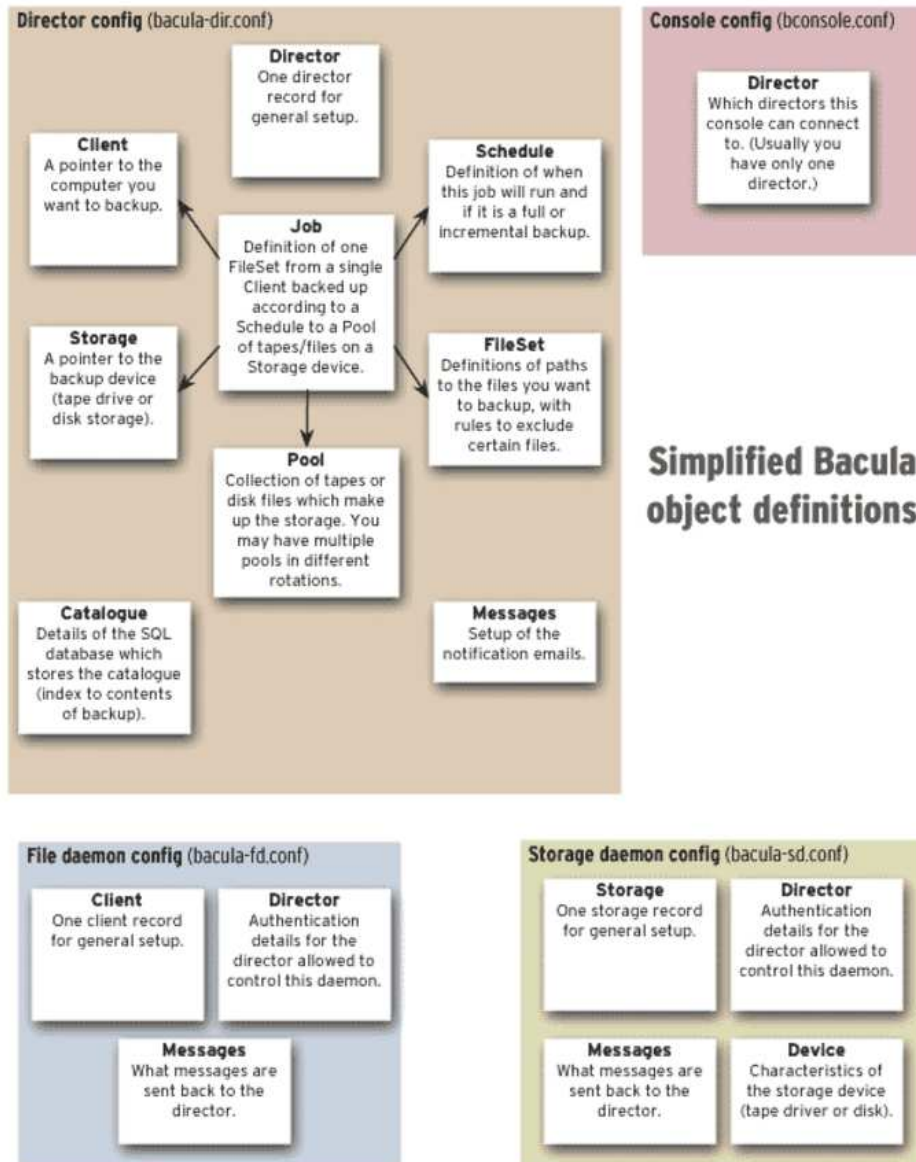 Director config (bacula-dir.conf)
Director
One director
record for
general setup.
Client
A pointer to the
computer you
want to backup.
Schedule
Definition of when
this job will run and
if it is a full or
incremental backup.
Job
Definition of one
FileSet from a single
Client backed up
according to a
Schedule to a Pool
of tapes/files on a
Storage device.
Storage
A pointer to the
backup device
(tape drive or
disk storage).
FileSet
Definitions of paths
to the files you want
to backup, with
rules to exclude
certain files.
Pool
Collection of tapes or
disk files which make
up the storage. You
may have multiple
pools in different
rotations.
Catalogue
Details of the SQL
database which
stores the catalogue
(index to contents
of backup).
Messages
Setup of the
notification emails.
Console config (bconsole.conf)
Director
Which directors this
console can connect
to. (Usually you
have only one
director.)
Simplified Bacula
object definitions
File daemon config (bacula-fd.conf)
Client
One client record
for general setup.
Director
Authentication
details for the
director allowed to
control this daemon.
Messages
What messages are
sent back to the
director.
Storage daemon config (bacula-sd.conf)
Storage
One storage record
for general setup.
Director
Authentication
details for the
director allowed to
control this daemon.
Messages
What messages are
sent back to the
director.
Device
Characteristics of
the storage device
(tape driver or disk).